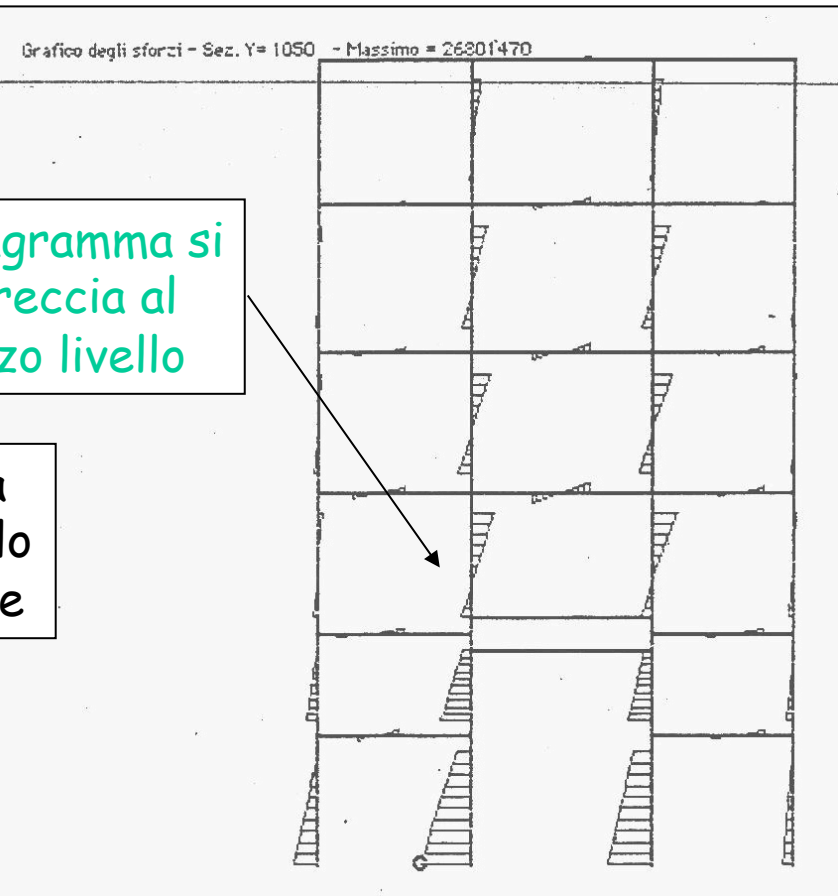 Grafico degli sforzi - Sez. Y= 1050 - Massimo = 26801470
gramma si
reccia al
zo livello
lo
e